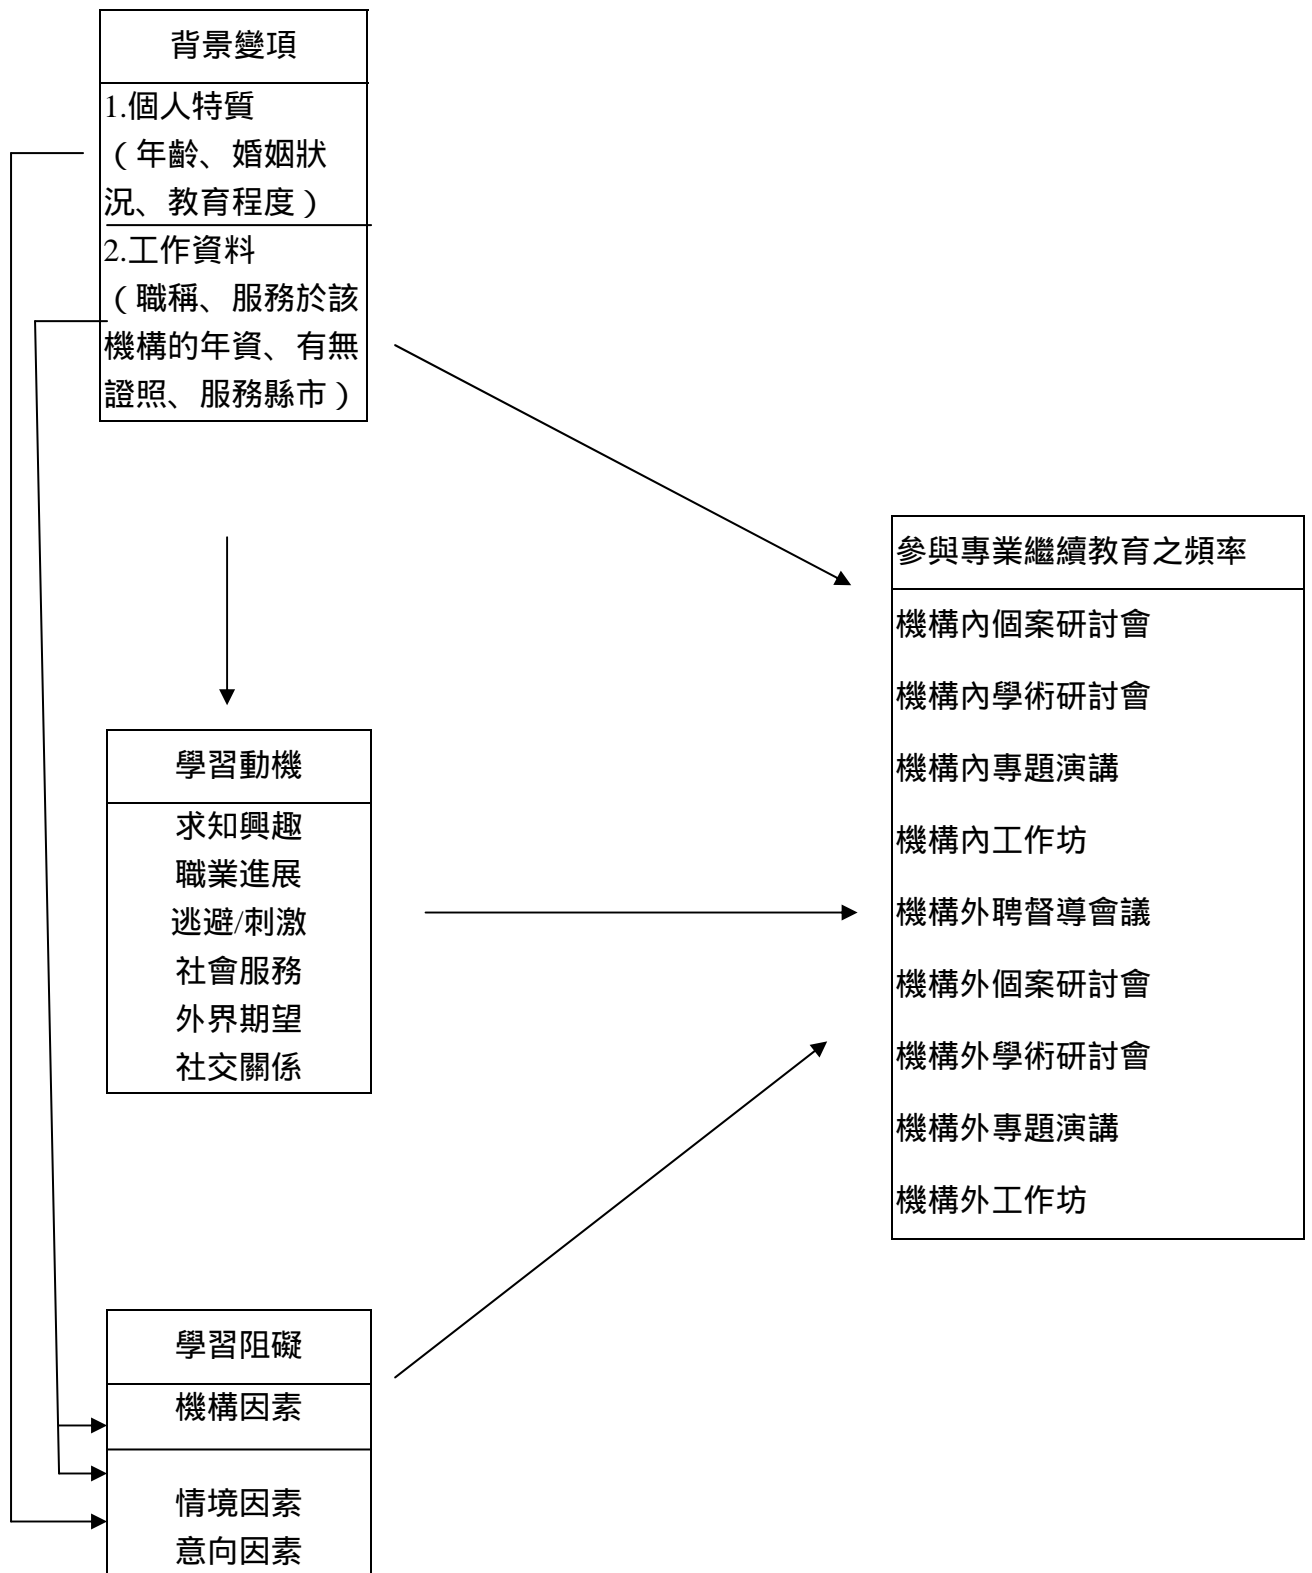 背景變項
1.個人特質
（年齡、婚姻狀
況、教育程度）
2.工作資料
（職稱、服務於該
機構的年資、有無
證照、服務縣市）
學習動機
求知興趣
職業進展
逃避/刺激
社會服務
外界期望
社交關係
學習阻礙
機構因素
情境因素
意向因素
參與專業繼續教育之頻率
機構內個案研討會
機構內學術研討會
機構內專題演講
機構內工作坊
機構外聘督導會議
機構外個案研討會
機構外學術研討會
機構外專題演講
機構外工作坊